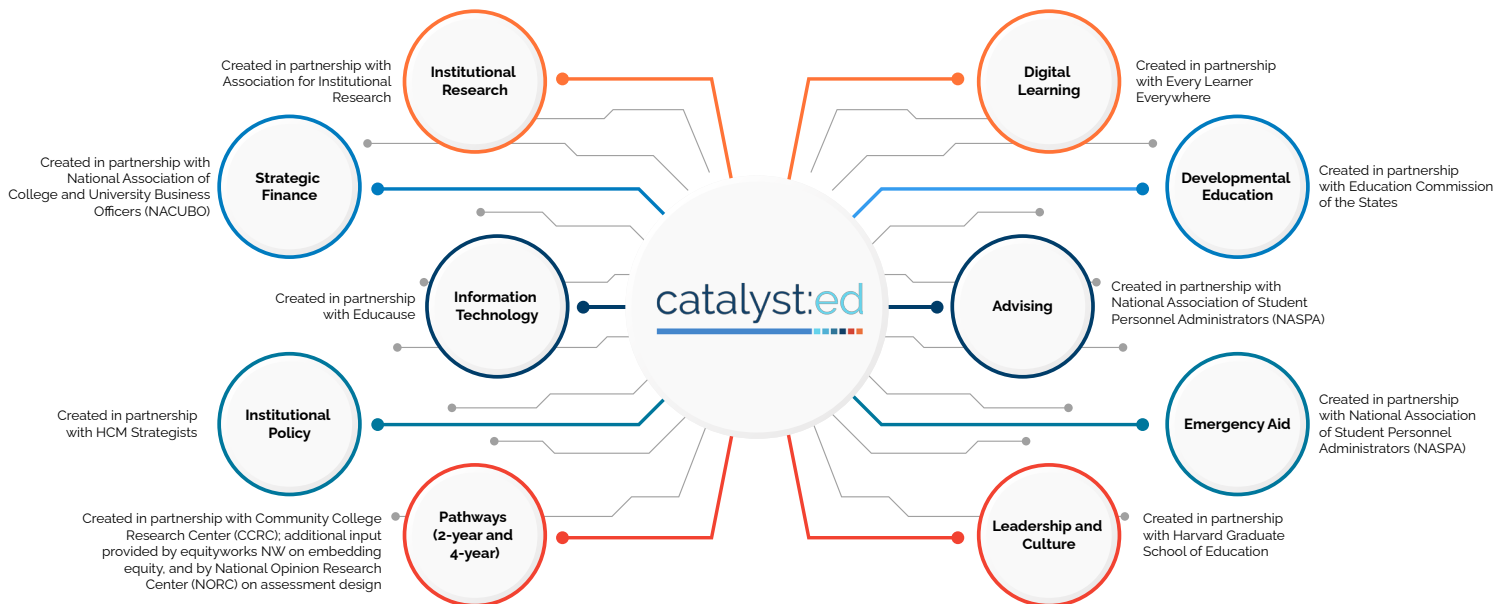 Created in partnership with
Association for Institutional
Research
Institutional
Research
Digital
Learning
Created in partnership
with Every Learner
Everywhere
Created in partnership with
National Association of
College and University Business
Officers (NACUBO)
Strategic
Finance
Developmental
Education
Created in partnership
with Education Commission
of the States
Created in partnership
with Educause
Information
Technology
catalyst:ed
Advising
Created in partnership with
National Association of Student
Personnel Administrators (NASPA)
Created in partnership
with HCM Strategists
Institutional
Policy
Emergency Aid
Created in partnership
with National Association
of Student Personnel
Administrators (NASPA)
Created in partnership with Community College
Research Center (CCRC); additional input
provided by equityworks NW on embedding
equity, and by National Opinion Research
Center (NORC) on assessment design
Pathways
(2-year and
4-year)
Leadership and
Culture
Created in partnership
with Harvard Graduate
School of Education